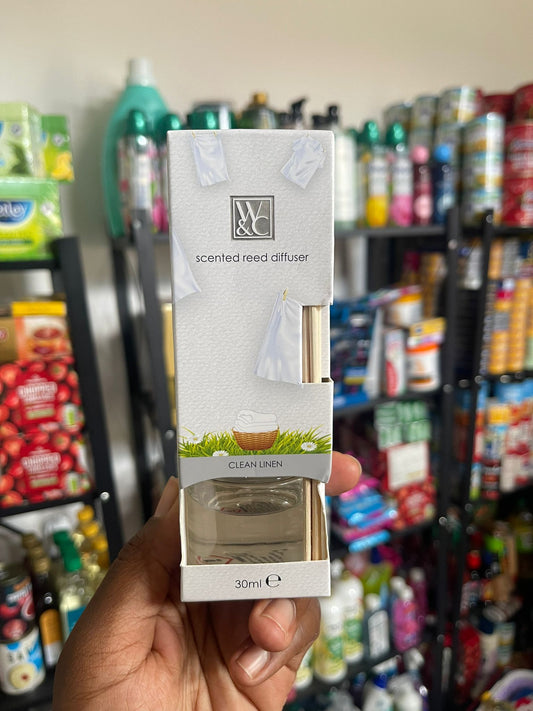 W
&C
scented reed diffuser
CLEAN LINEN
30ml ℮